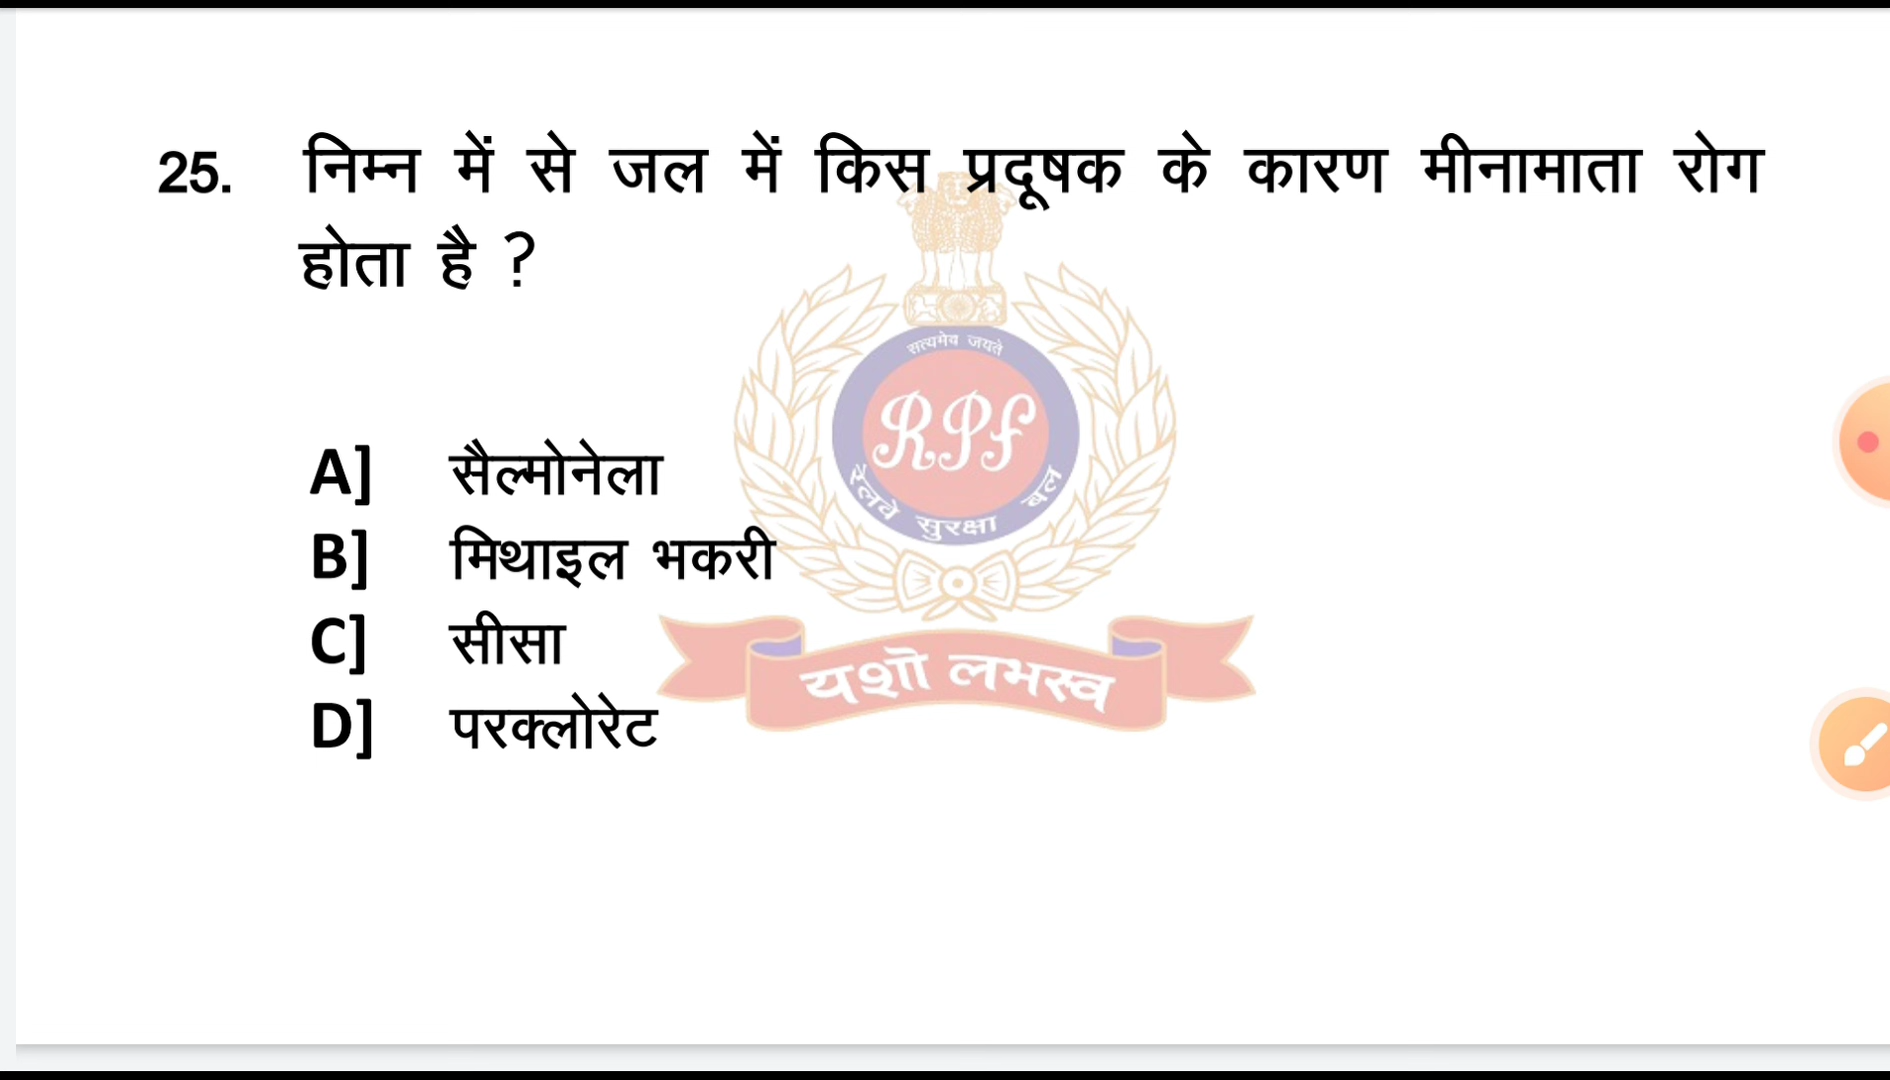 25. निम्न में से जल में किस प्रदूषक के कारण मीनामाता रोग
होता है ?
सत्यमेव जयते
RPf
रेलवे सुरक्षा बल
A] सैल्मोनेला
B] मिथाइल भकरी
C] सीसा
D] परक्लोरेट
यशो लभस्व